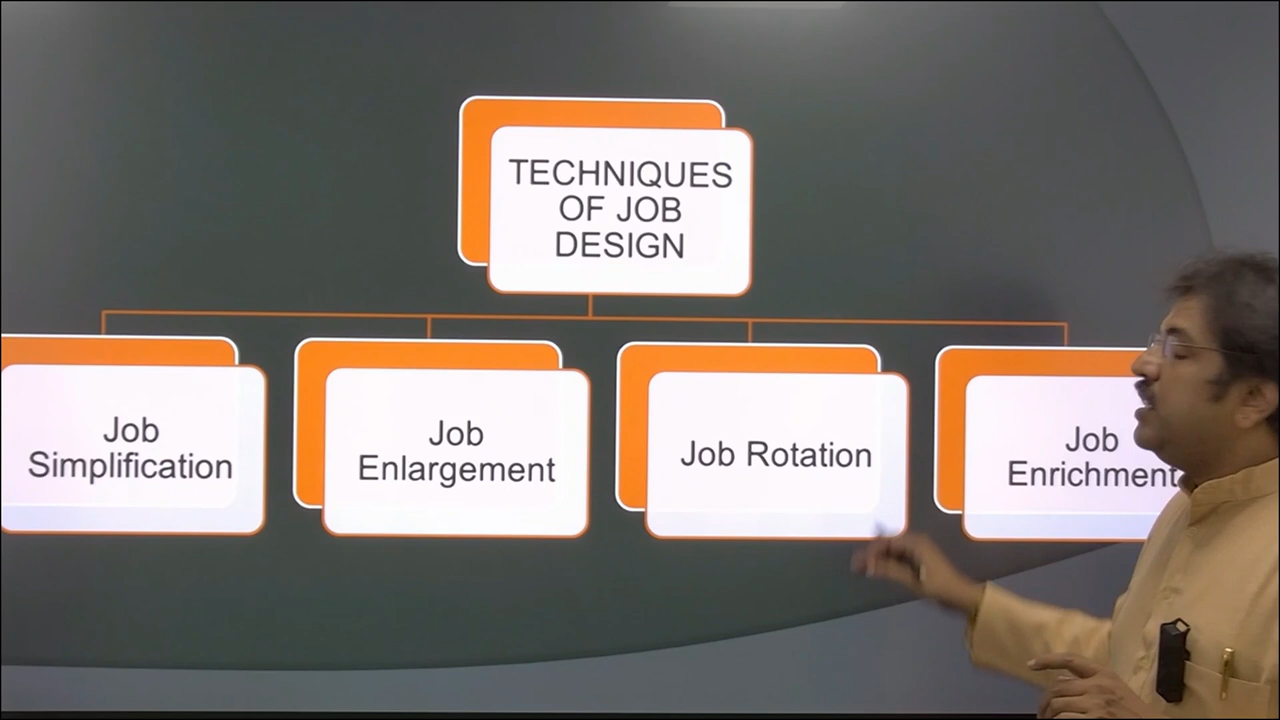 TECHNIQUES
OF JOB
DESIGN
Job
Simplification
Job
Enlargement
Job Rotation
Job
Enrichment